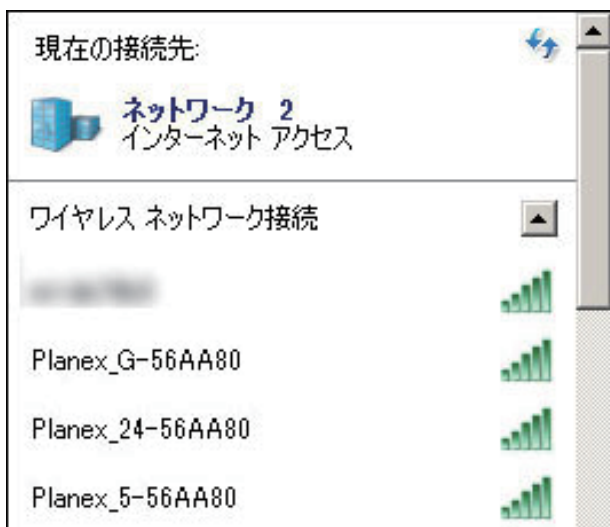 現在の接続先:
ネットワーク 2
インターネット アクセス
ワイヤレス ネットワーク接続
Planex_G-56AA80
Planex_24-56AA80
Planex_5-56AA80